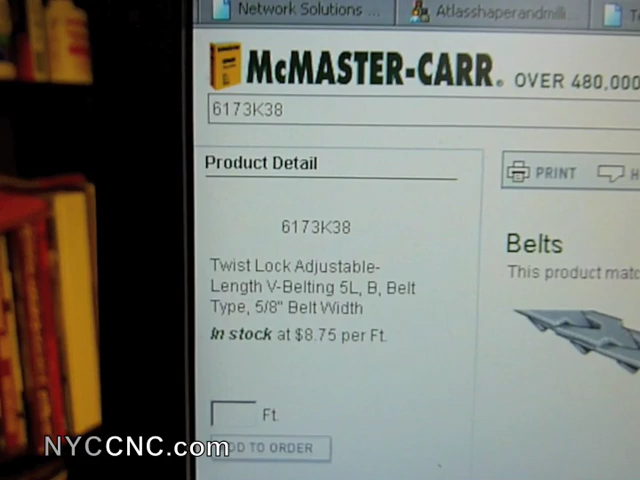 Network Solutions ...
Atlasshaperandmilli...
McMASTER-CARR. OVER 480,000
6173K38
Product Detail
PRINT
6173K38
Belts
Twist Lock Adjustable-
Length V-Belting 5L, B, Belt
Type, 5/8" Belt Width
This product matc
In stock at $8.75 per Ft.
Ft.
NYCCNC.com
DD TO ORDER